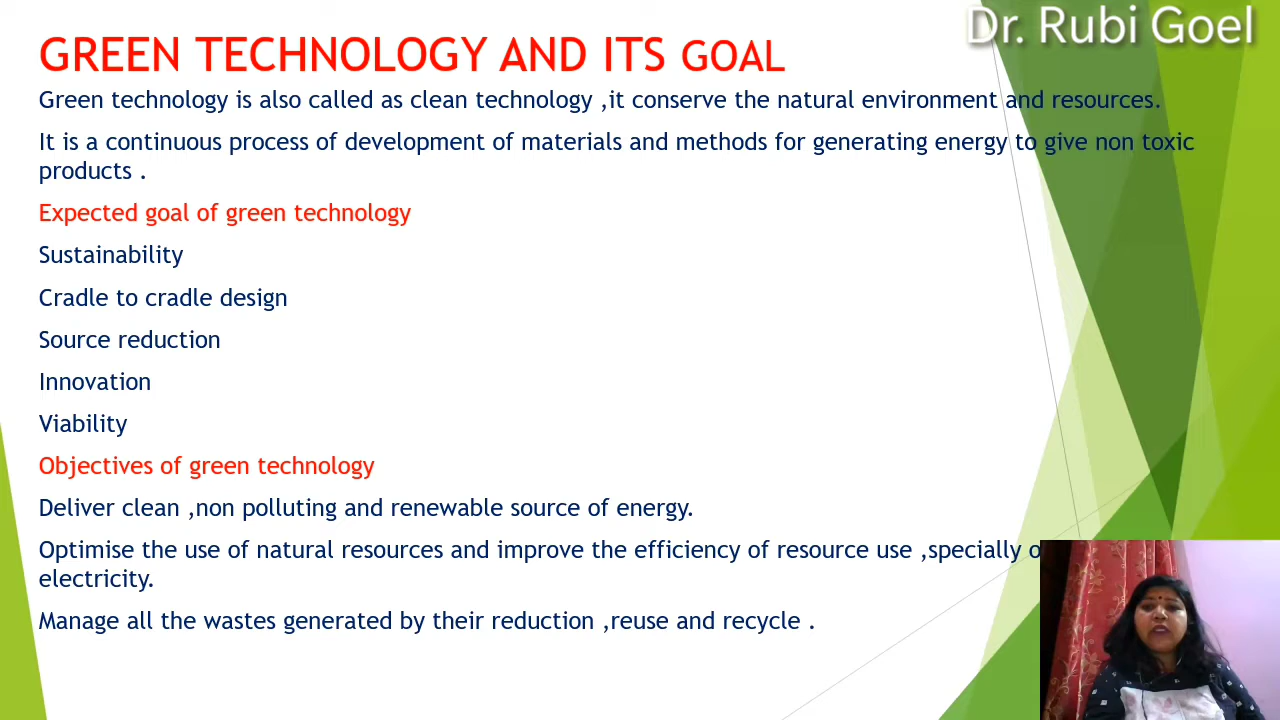 Dr. Rubi Goel
GREEN TECHNOLOGY AND ITS GOAL
Green technology is also called as clean technology ,it conserve the natural environment and resources.
It is a continuous process of development of materials and methods for generating energy to give non toxic
products .
Expected goal of green technology
Sustainability
Cradle to cradle design
Source reduction
Innovation
Viability
Objectives of green technology
Deliver clean ,non polluting and renewable source of energy.
Optimise the use of natural resources and improve the efficiency of resource use ,specially
electricity.
Manage all the wastes generated by their reduction ,reuse and recycle .